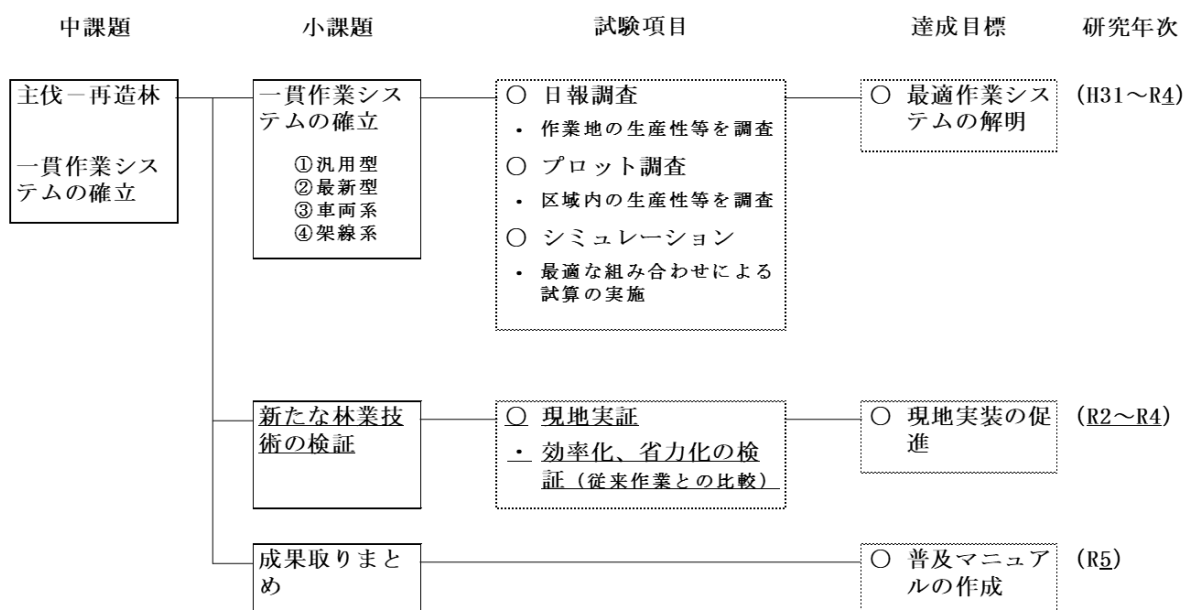 中課題
小課題
試験項目
達成目標
研究年次
主伐－再造林
一貫作業シス
テムの確立
一貫作業シス
テムの確立
①汎用型
②最新型
③車両系
④架線系
○ 日報調査
・ 作業地の生産性等を調査
○ プロット調査
・ 区域内の生産性等を調査
○ シミュレーション
・ 最適な組み合わせによる
試算の実施
○ 最適作業シス
テムの解明
(H31～R4)
新たな林業技
術の検証
○ 現地実証
・ 効率化、省力化の検
証（従来作業との比較）
○ 現地実装の促
進
(R2～R4)
成果取りまと
め
○ 普及マニュア
ルの作成
(R5)